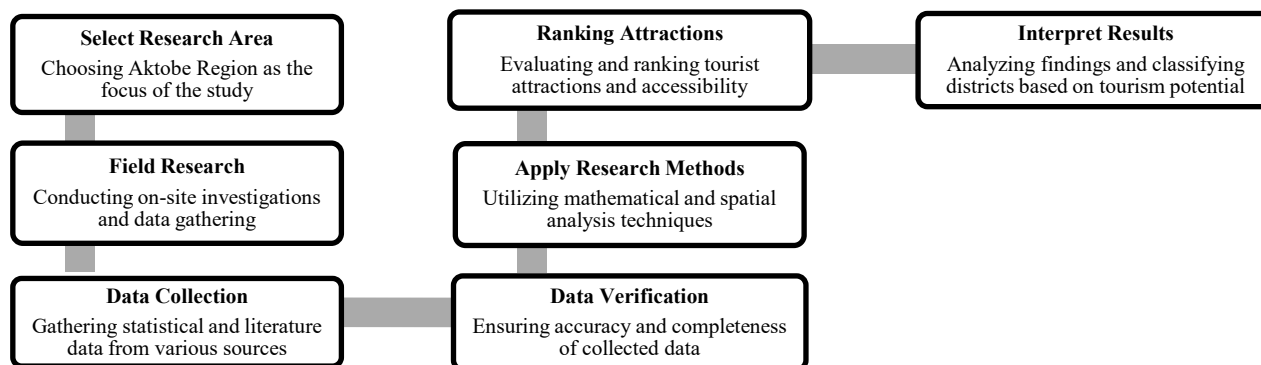 Select Research Area
Choosing Aktobe Region as the
focus of the study
Field Research
Conducting on-site investigations
and data gathering
Data Collection
Gathering statistical and literature
data from various sources
Data Verification
Ensuring accuracy and completeness
of collected data
Apply Research Methods
Utilizing mathematical and spatial
analysis techniques
Ranking Attractions
Evaluating and ranking tourist
attractions and accessibility
Interpret Results
Analyzing findings and classifying
districts based on tourism potential